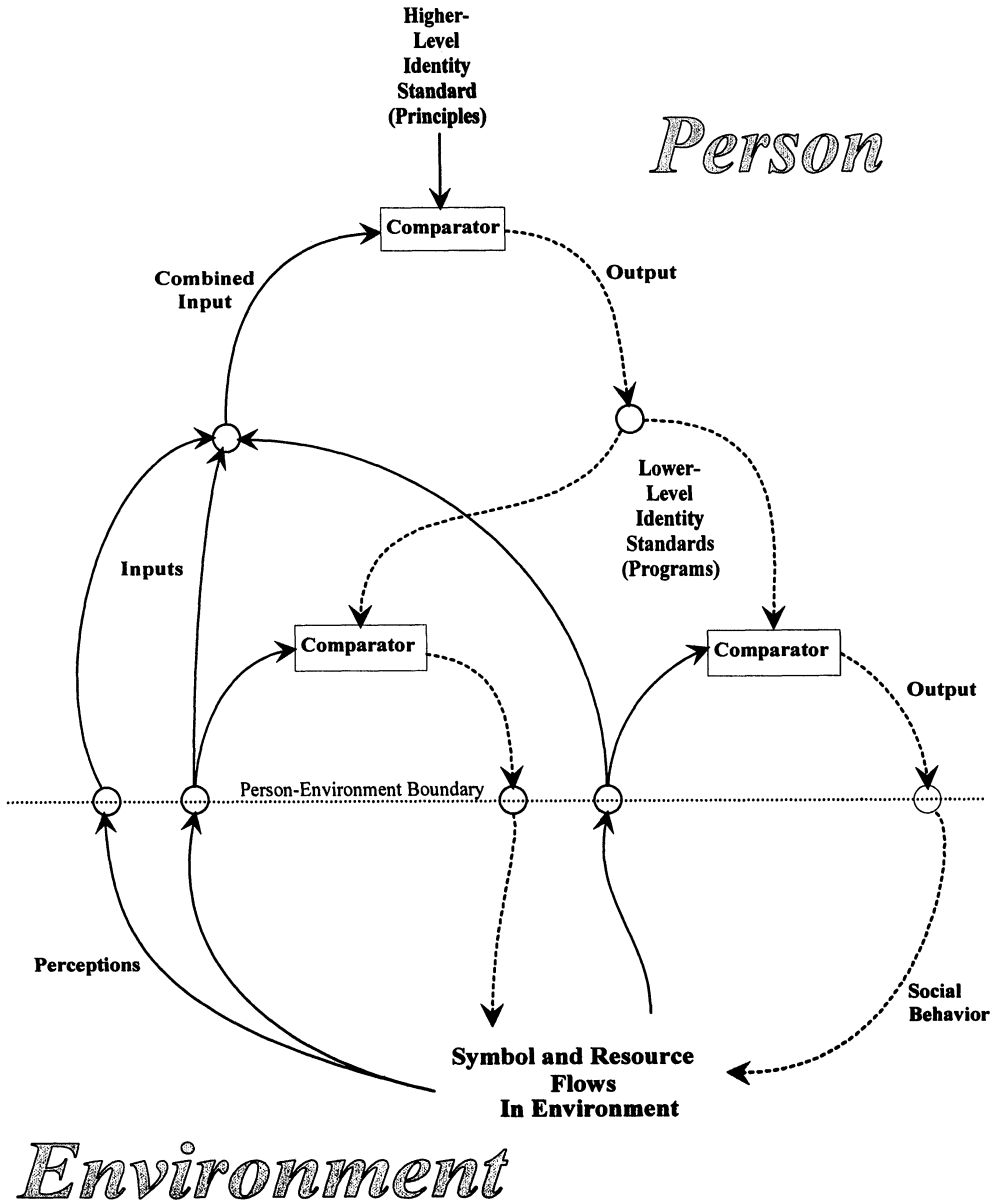 Higher-
Level
Identity
Standard
(Principles)
Person
Comparator
Combined
Input
Output
Lower-
Level
Identity
Standards
(Programs)
Inputs
Comparator
Comparator
Output
Person-Environment Boundary
Perceptions
Social
Behavior
Symbol and Resource
Flows
In Environment
Environment